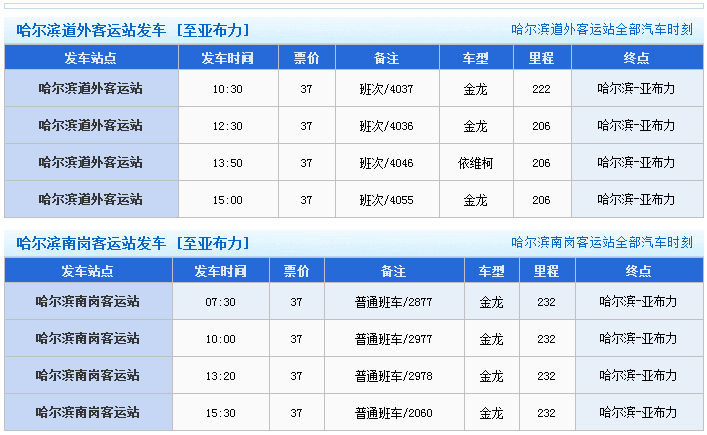 哈尔滨道外客运站发车 [至亚布力] 哈尔滨道外客运站全部汽车时刻
发车站点 发车时间 票价 备注 车型 里程 终点
哈尔滨道外客运站 10:30 37 班次/4037 金龙 222 哈尔滨-亚布力
哈尔滨道外客运站 12:30 37 班次/4036 金龙 206 哈尔滨-亚布力
哈尔滨道外客运站 13:50 37 班次/4046 依维柯 206 哈尔滨-亚布力
哈尔滨道外客运站 15:00 37 班次/4055 金龙 206 哈尔滨-亚布力
哈尔滨南岗客运站发车 [至亚布力] 哈尔滨南岗客运站全部汽车时刻
发车站点 发车时间 票价 备注 车型 里程 终点
哈尔滨南岗客运站 07:30 37 普通班车/2877 金龙 232 哈尔滨-亚布力
哈尔滨南岗客运站 10:00 37 普通班车/2977 金龙 232 哈尔滨-亚布力
哈尔滨南岗客运站 13:20 37 普通班车/2978 金龙 232 哈尔滨-亚布力
哈尔滨南岗客运站 15:30 37 普通班车/2060 金龙 232 哈尔滨-亚布力